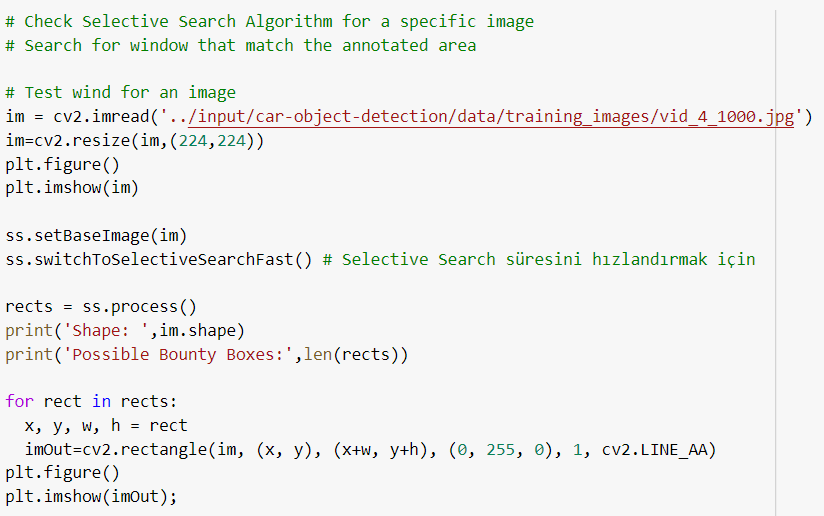 # Check Selective Search Algorithm for a specific image
# Search for window that match the annotated area
# Test wind for an image
im = cv2.imread('../input/car-object-detection/data/training_images/vid_4_1000.jpg')
im=cv2.resize(im,(224,224))
plt.figure()
plt.imshow(im)
ss.setBaseImage(im)
ss.switchToSelectiveSearchFast() # Selective Search süresini hızlandırmak için
rects = ss.process()
print('Shape: ',im.shape)
print('Possible Bounty Boxes:',len(rects))
for rect in rects:
  x, y, w, h = rect
  imOut=cv2.rectangle(im, (x, y), (x+w, y+h), (0, 255, 0), 1, cv2.LINE_AA)
plt.figure()
plt.imshow(imOut);